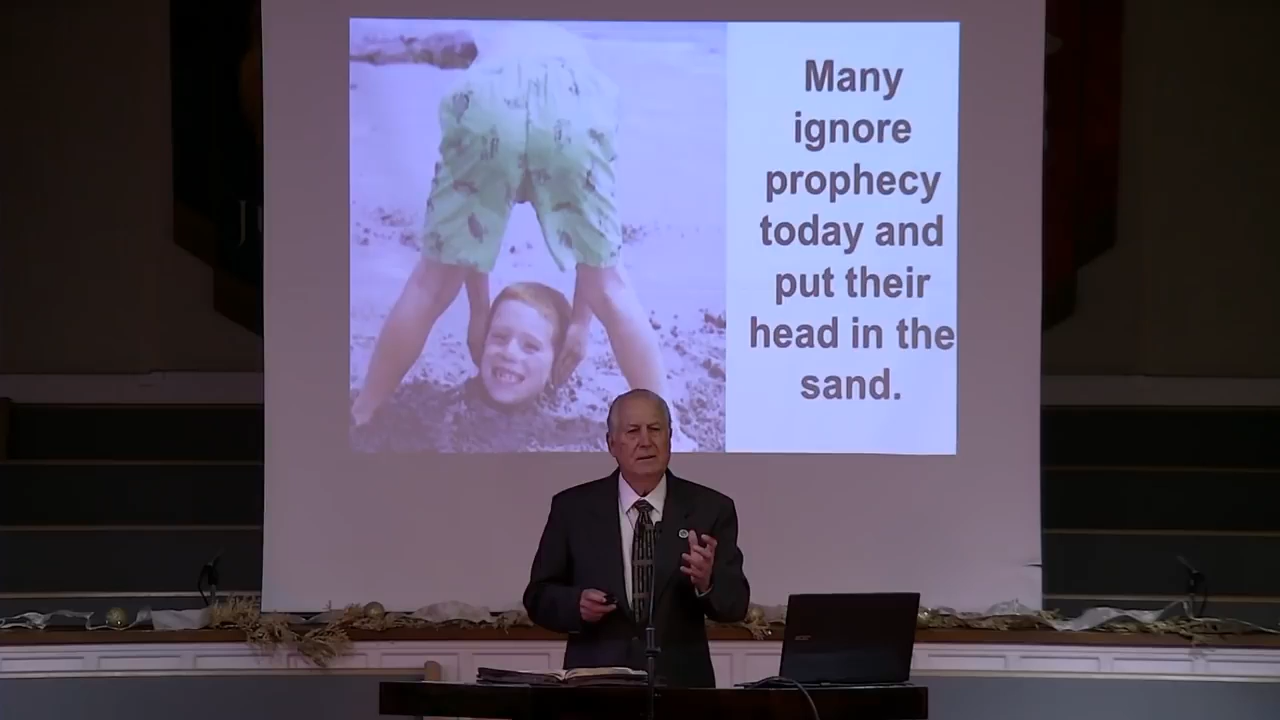 Many
ignore
prophecy
today and
put their
head in the
sand.